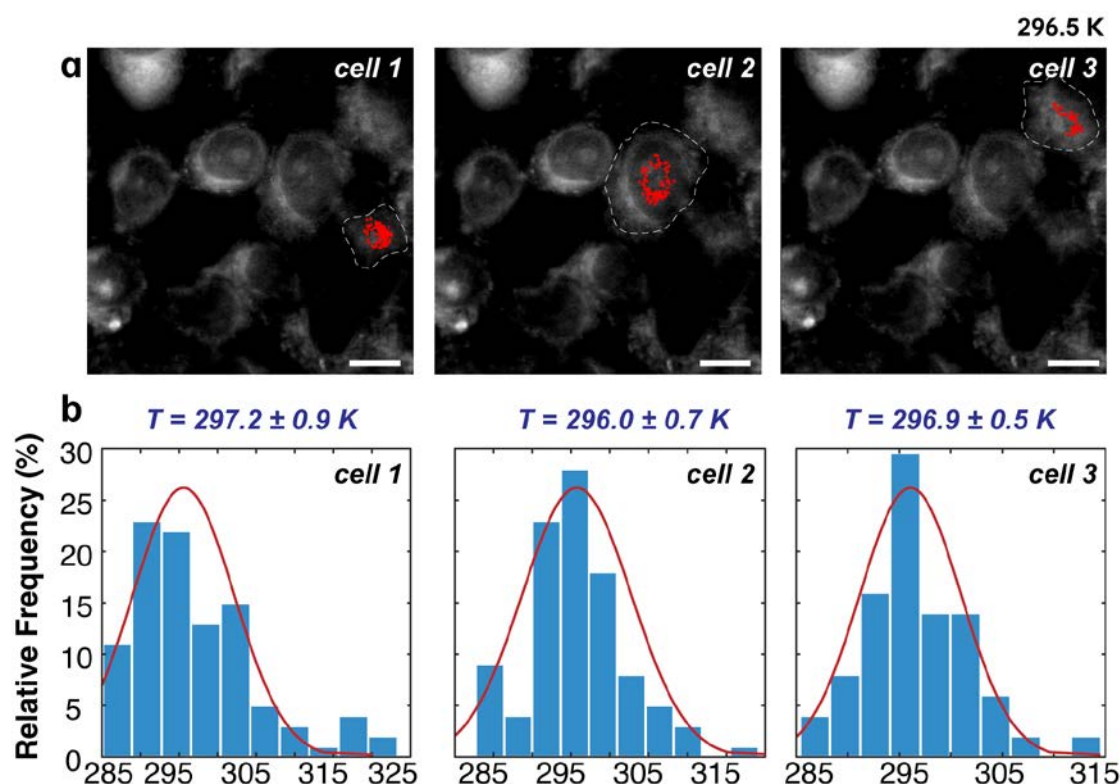 296.5 K
a
cell 1
cell 2
cell 3
b
T = 297.2 ± 0.9 K
T = 296.0 ± 0.7 K
T = 296.9 ± 0.5 K
Relative Frequency (%)
30
25
20
15
10
5
0
cell 1
cell 2
cell 3
285 295 305 315 325
285 295 305 315
285 295 305 315